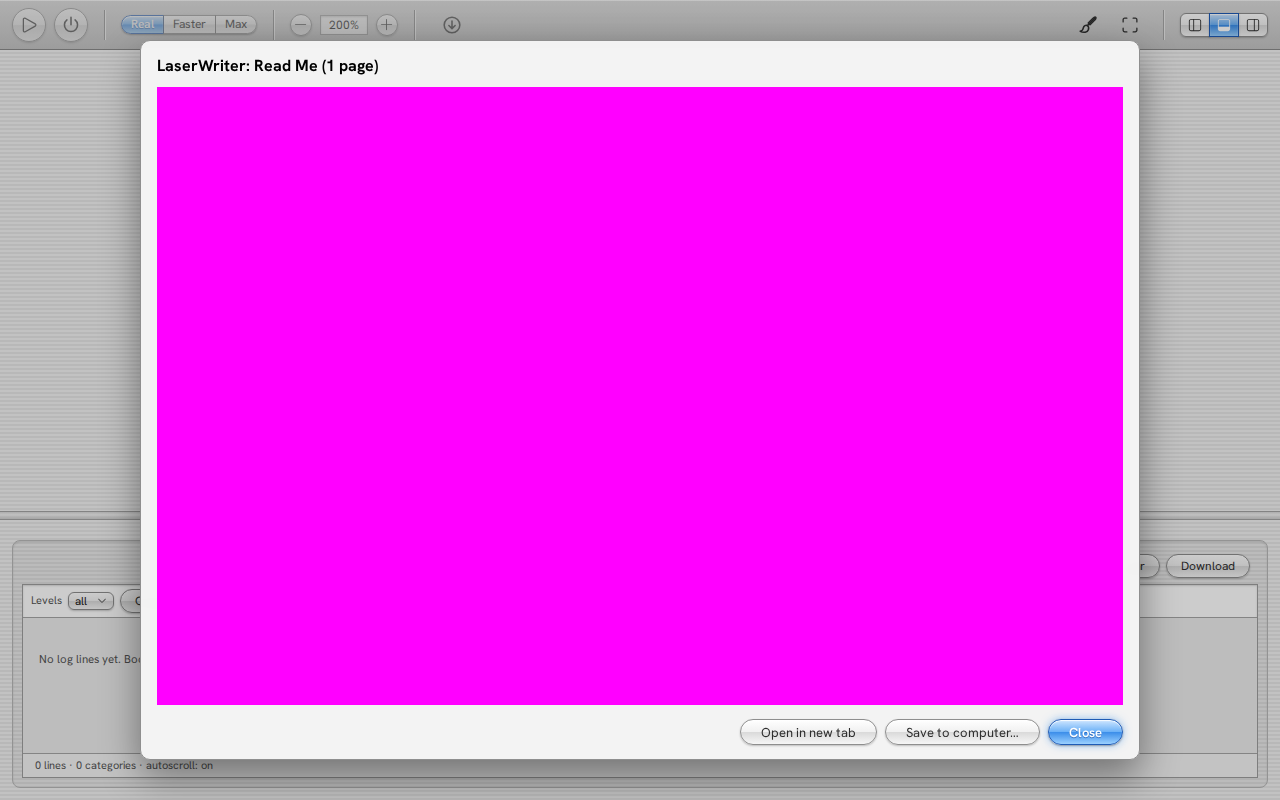 Real Faster Max 200%
LaserWriter: Read Me (1 page)
Download
Levels all
No log lines yet.
Open in new tab Save to computer... Close
0 lines · 0 categories · autoscroll: on